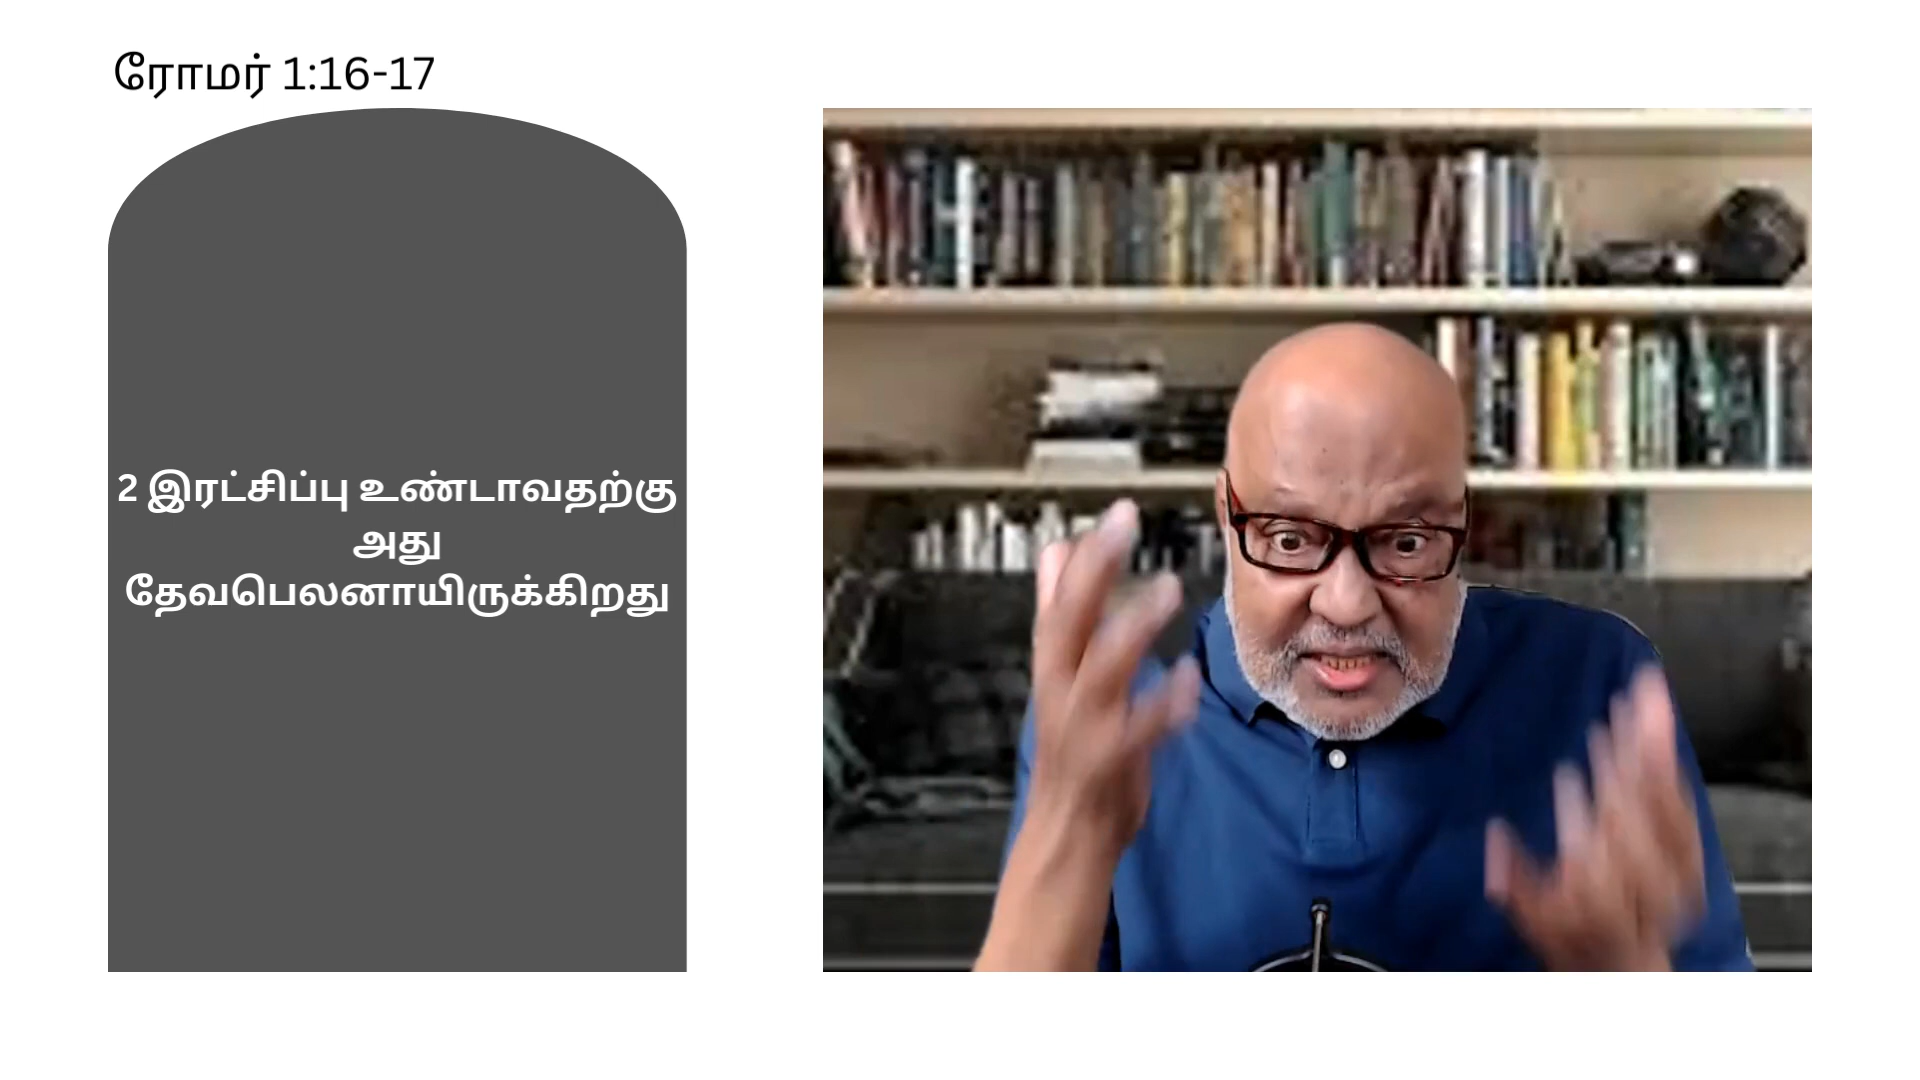 ரோமர் 1:16-17
2 இரட்சிப்பு உண்டாவதற்கு
அது
தேவபெலனாயிருக்கிறது